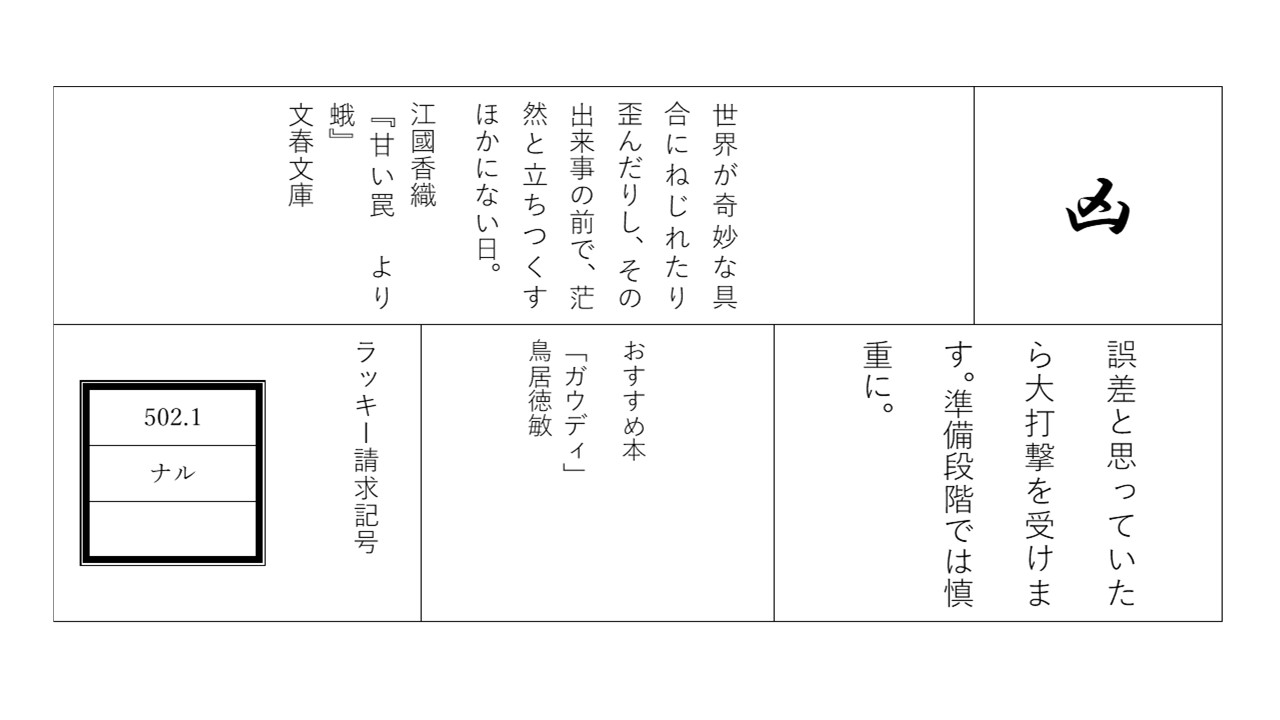 凶
世界が奇妙な具
合にねじれたり
歪んだりし、その
出来事の前で、茫
然と立ちつくす
ほかにない日。
江國香織
『甘い罠　より
蛾』
文春文庫
誤差と思っていた
ら大打撃を受けま
す。準備段階では慎
重に。
おすすめ本
「ガウディ」
鳥居徳敏
ラッキー請求記号
502.1
ナル